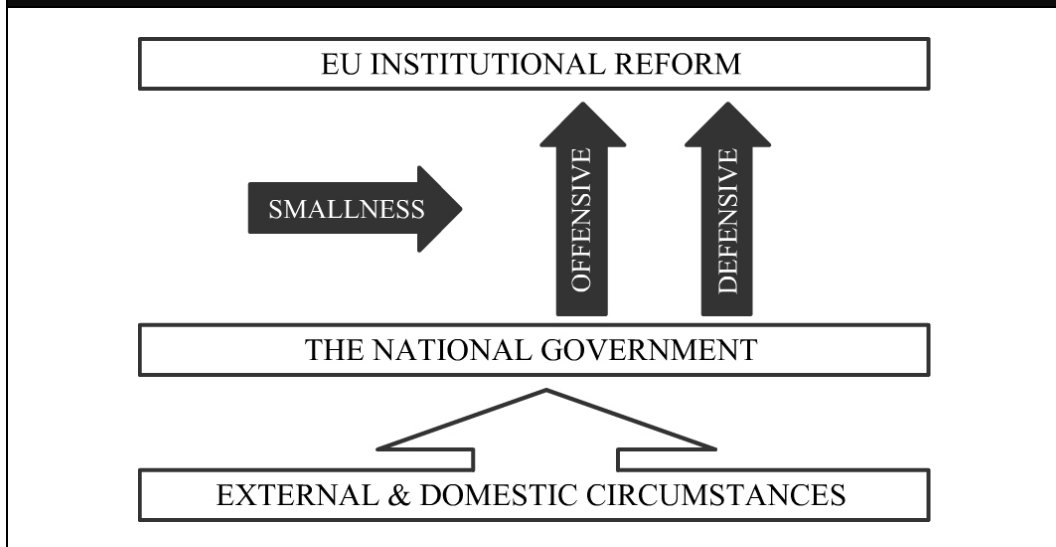 EU INSTITUTIONAL REFORM
SMALLNESS
OFFENSIVE
DEFENSIVE
THE NATIONAL GOVERNMENT
EXTERNAL & DOMESTIC CIRCUMSTANCES